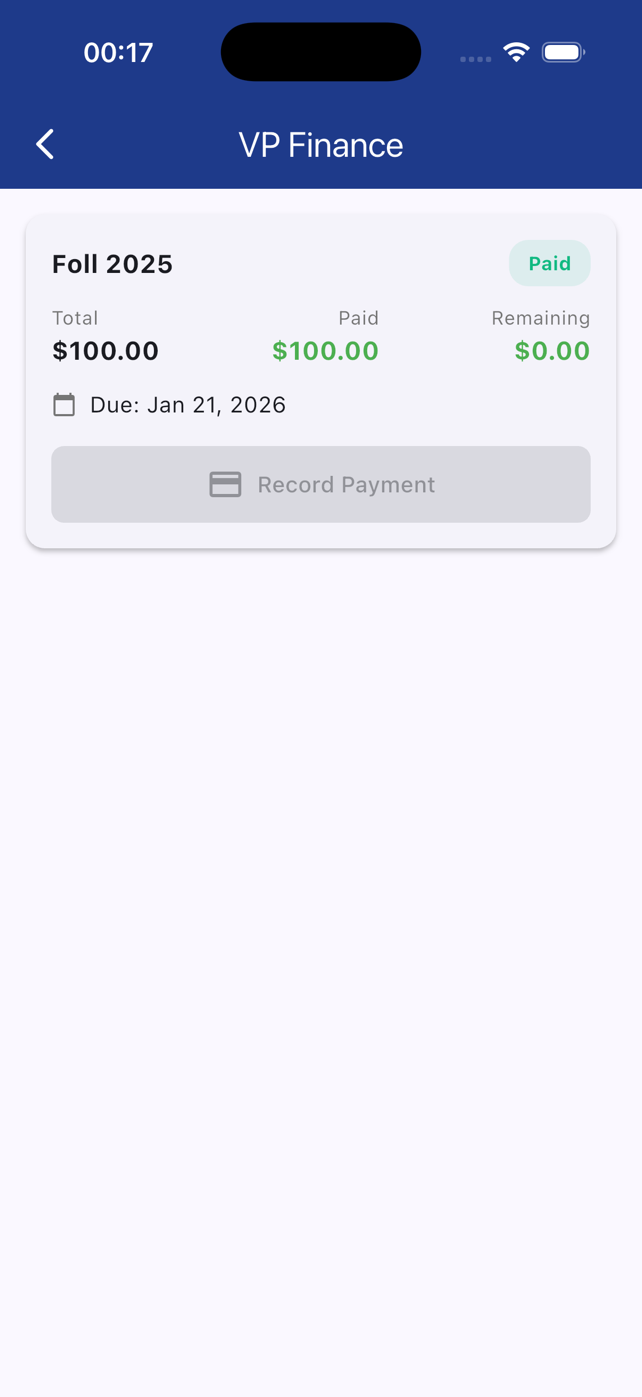 00:17
VP Finance
Foll 2025
Paid
Total Paid Remaining
$100.00 $100.00 $0.00
Due: Jan 21, 2026
Record Payment